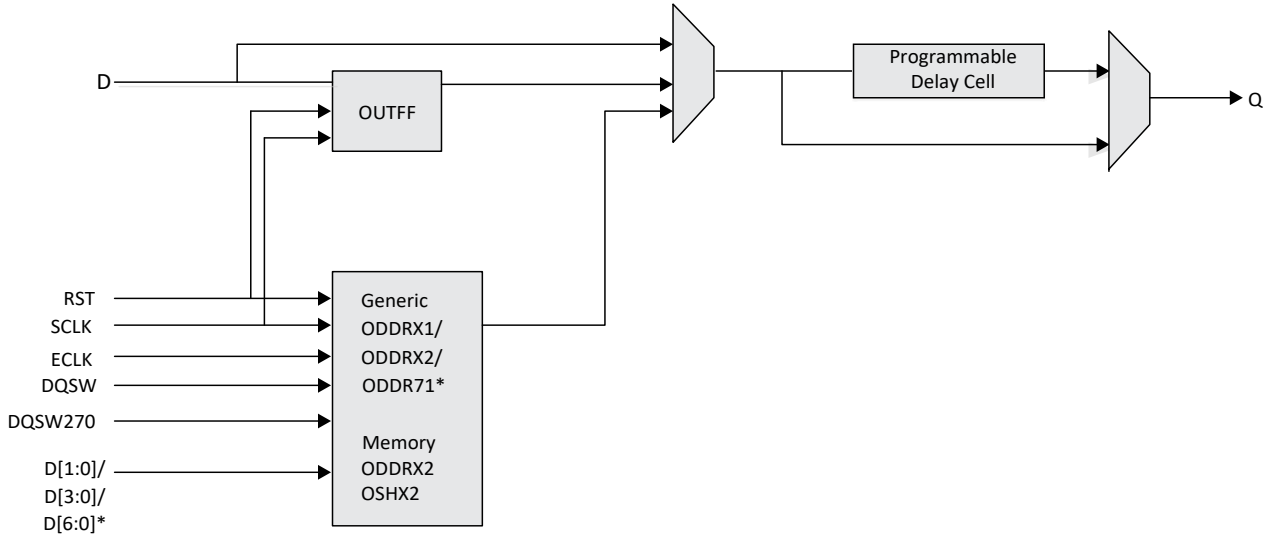 Programmable
Delay Cell
D
Q
OUTFF
RST
SCLK
ECLK
DQSW
DQSW270
D[1:0]/
D[3:0]/
D[6:0]*
Generic
ODDRX1/
ODDRX2/
ODDR71*
Memory
ODDRX2
OSHX2